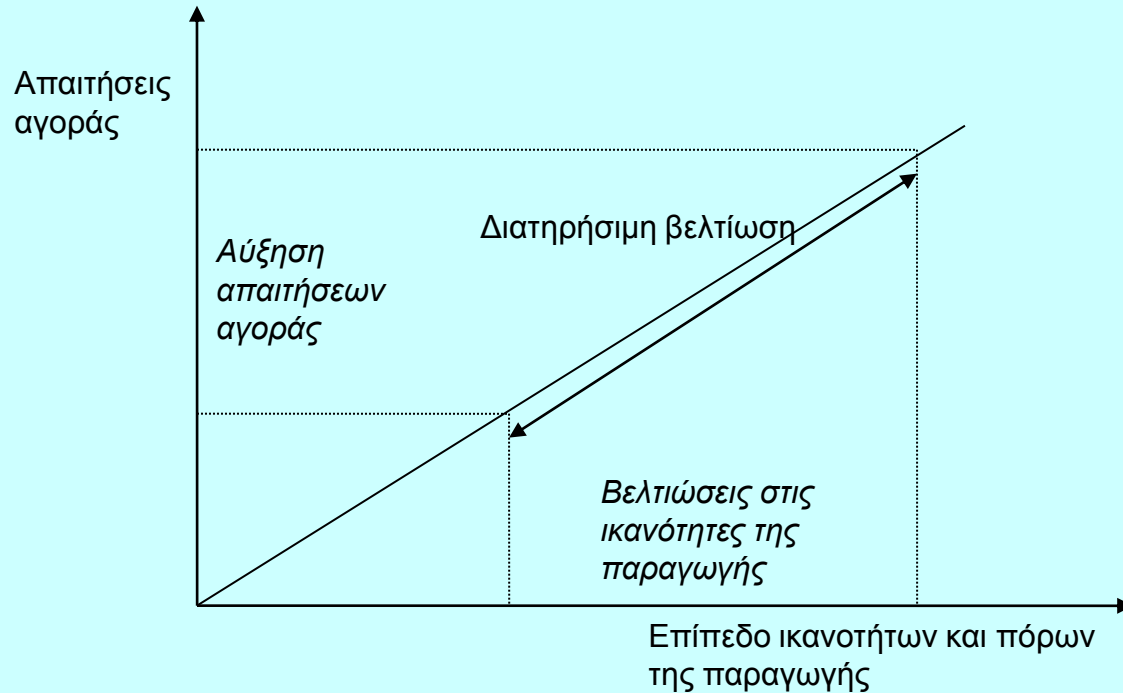 Απαιτήσεις
αγοράς
Διατηρήσιμη βελτίωση
Αύξηση
απαιτήσεων
αγοράς
Βελτιώσεις στις
ικανότητες της
παραγωγής
Επίπεδο ικανοτήτων και πόρων
της παραγωγής